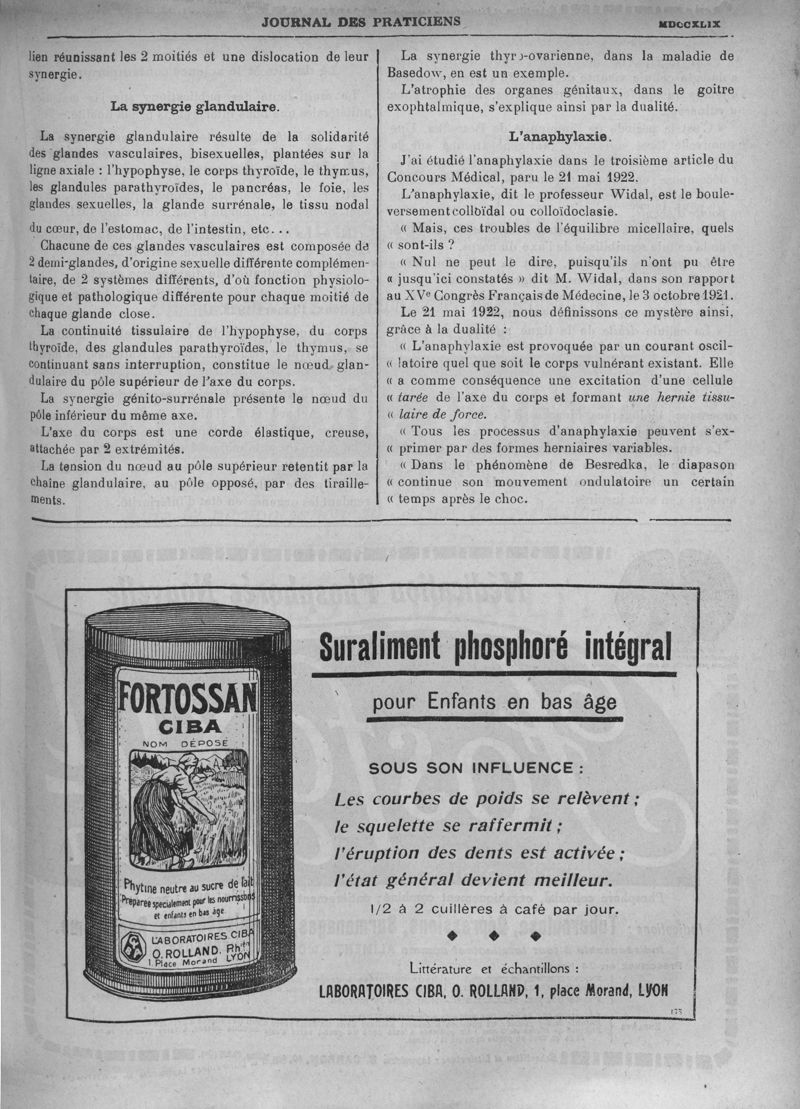 JOURNAL DES PRATICIENS
MDCCXLIX
lien réunissant les 2 moitiés et une dislocation de leur
synergie.
La synergie glandulaire.
La synergie glandulaire résulte de la solidarité
des glandes vasculaires, bisexuelles, plantées sur la
ligne axiale : l'hypophyse, le corps thyroïde, le thymus,
les glandules parathyroïdes, le pancréas, le foie, les
glandes sexuelles, la glande surrénale, le tissu nodal
du cœur, de l'estomac, de l'intestin, etc...
Chacune de ces glandes vasculaires est composée de
2 demi-glandes, d'origine sexuelle différente complémen-
taire, de 2 systèmes différents, d'où fonction physiolo-
gique et pathologique différente pour chaque moitié de
chaque glande close.
La continuité tissulaire de l'hypophyse, du corps
thyroïde, des glandules parathyroïdes, le thymus, se
continuant sans interruption, constitue le nœud glan-
dulaire du pôle supérieur de l'axe du corps.
La synergie génito-surrénale présente le nœud du
pôle inférieur du même axe.
L'axe du corps est une corde élastique, creuse,
attachée par 2 extrémités.
La tension du nœud au pôle supérieur retentit par la
chaine glandulaire, au pôle opposé, par des tiraille-
ments.
La synergie thyro-ovarienne, dans la maladie de
Basedow, en est un exemple.
L'atrophie des organes génitaux, dans le goitre
exophtalmique, s'explique ainsi par la dualité.
L'anaphylaxie.
J'ai étudié l'anaphylaxie dans le troisième article du
Concours Médical, paru le 21 mai 1922.
L'anaphylaxie, dit le professeur Widal, est le boule-
versement colloïdal ou colloïdoclasie.
« Mais, ces troubles de l'équilibre micellaire, quels
« sont-ils ?
« Nul ne peut le dire, puisqu'ils n'ont pu être
« jusqu'ici constatés » dit M. Widal, dans son rapport
au XVe Congrès Français de Médecine, le 3 octobre 1921.
Le 21 mai 1922, nous définissons ce mystère ainsi,
grâce à la dualité :
« L'anaphylaxie est provoquée par un courant oscil-
« latoire quel que soit le corps vulnérant existant. Elle
« a comme conséquence une excitation d'une cellule
« tarée de l'axe du corps et formant une hernie tissu-
« laire de force.
« Tous les processus d'anaphylaxie peuvent s'ex-
« primer par des formes herniaires variables.
« Dans le phénomène de Besredka, le diapason
« continue son mouvement ondulatoire un certain
« temps après le choc.
FORTOSSAN
CIBA
NOM DÉPOSÉ
Phytine neutre au sucre de lait
Préparée spécialement pour les nourrissons
et enfants en bas âge
LABORATOIRES CIBA
O. ROLLAND, Phien
1 Place Morand LYON
Suraliment phosphoré intégral
pour Enfants en bas âge
SOUS SON INFLUENCE :
Les courbes de poids se relèvent ;
le squelette se raffermit ;
l'éruption des dents est activée ;
l'état général devient meilleur.
1/2 à 2 cuillères à café par jour.
Littérature et échantillons :
LABORATOIRES CIBA, O. ROLLAND, 1, place Morand, LYON